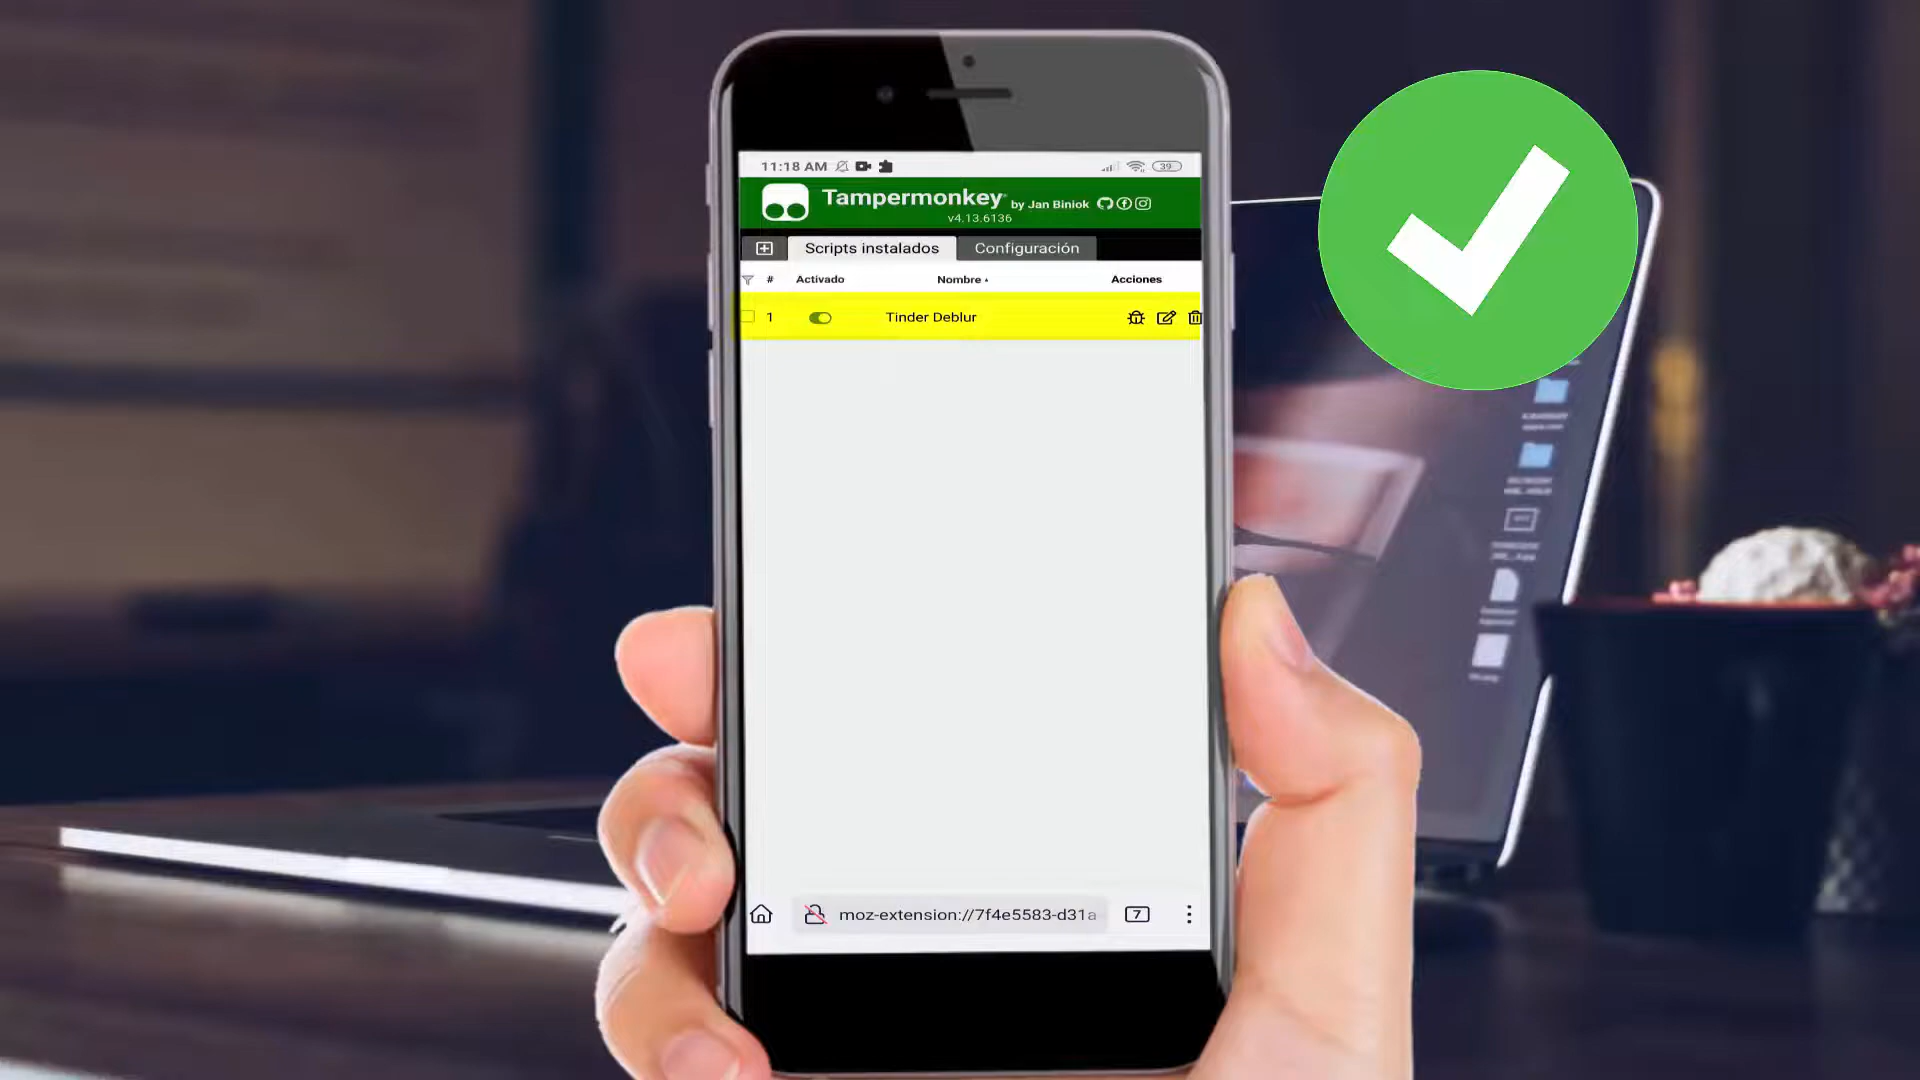 11:18 AM
39
Tampermonkey® by Jan Biniok
v4.13.6136
Scripts instalados
Configuración
# Activado Nombre Acciones
1 Tinder Deblur
moz-extension://7f4e5583-d31a
7